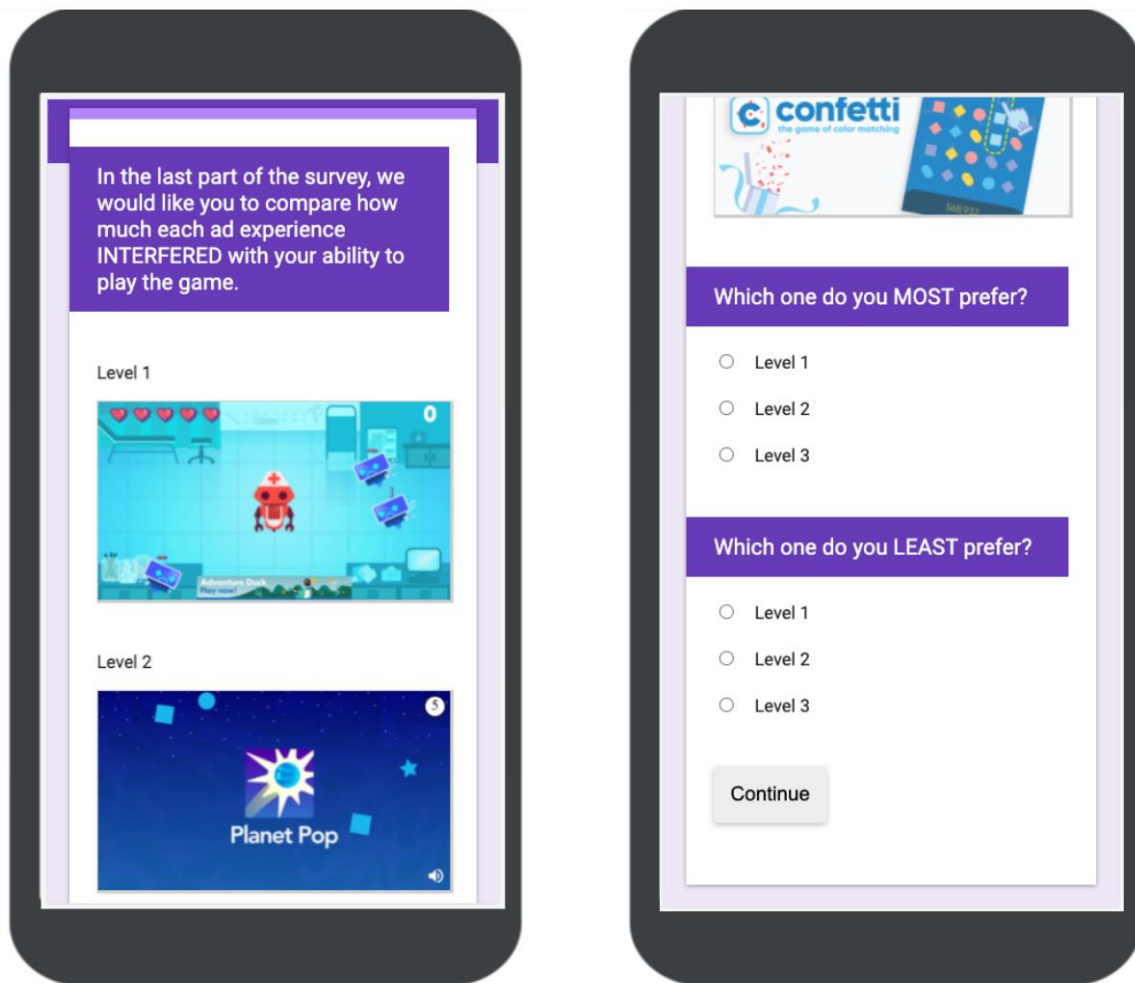 In the last part of the survey, we
would like you to compare how
much each ad experience
INTERFERED with your ability to
play the game.
Level 1
0
Adventure Duck
Play now!
Level 2
5
Planet Pop
c confetti
the game of color matching
568,932
Which one do you MOST prefer?
Level 1
Level 2
Level 3
Which one do you LEAST prefer?
Level 1
Level 2
Level 3
Continue